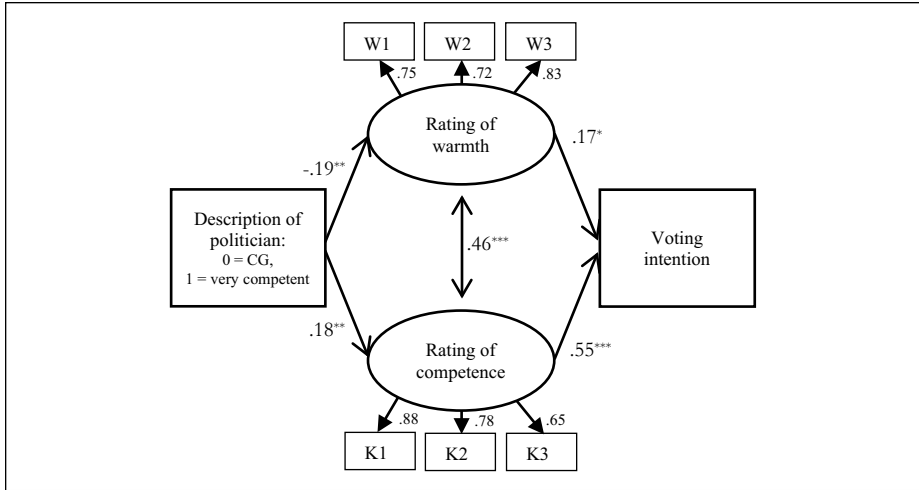 W1 W2 W3
.75 .72 .83
Rating of
warmth
-.19**
.17*
Description of
politician:
0 = CG,
1 = very competent
.46***
Voting
intention
.18**
.55***
Rating of
competence
.88 .78 .65
K1 K2 K3